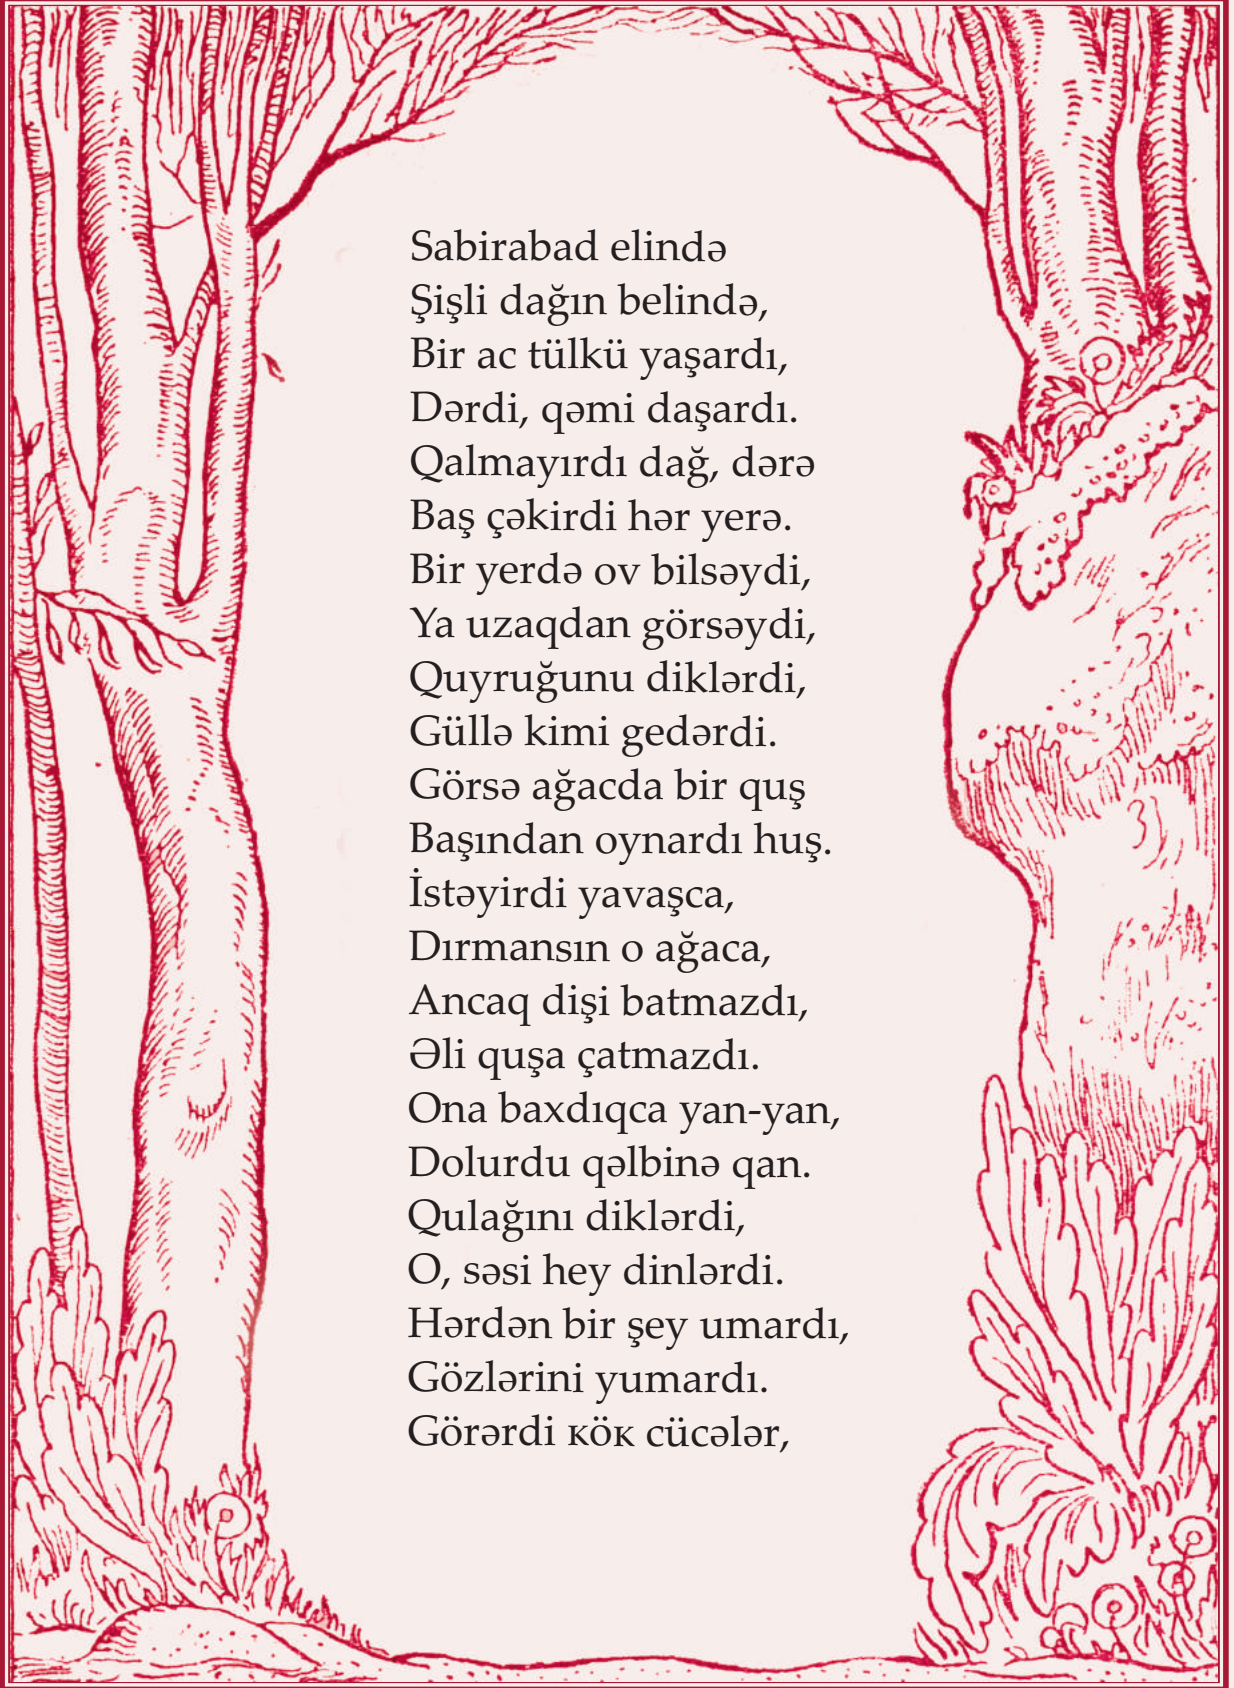 Sabirabad elində
Şişli dağın belində,
Bir ac tülkü yaşardı,
Dərdi, qəmi daşardı.
Qalmayırdı dağ, dərə
Baş çəkirdi hər yerə.
Bir yerdə ov bilsəydi,
Ya uzaqdan görsəydi,
Quyruğunu diklərdi,
Güllə kimi gedərdi.
Görsə ağacda bir quş
Başından oynardı huş.
İstəyirdi yavaşca,
Dırmansın o ağaca,
Ancaq dişi batmazdı,
Əli quşa çatmazdı.
Ona baxdıqca yan-yan,
Dolurdu qəlbinə qan.
Qulağını diklərdi,
O, səsi hey dinlərdi.
Hərdən bir şey umardı,
Gözlərini yumardı.
Görərdi кöк cücələr,